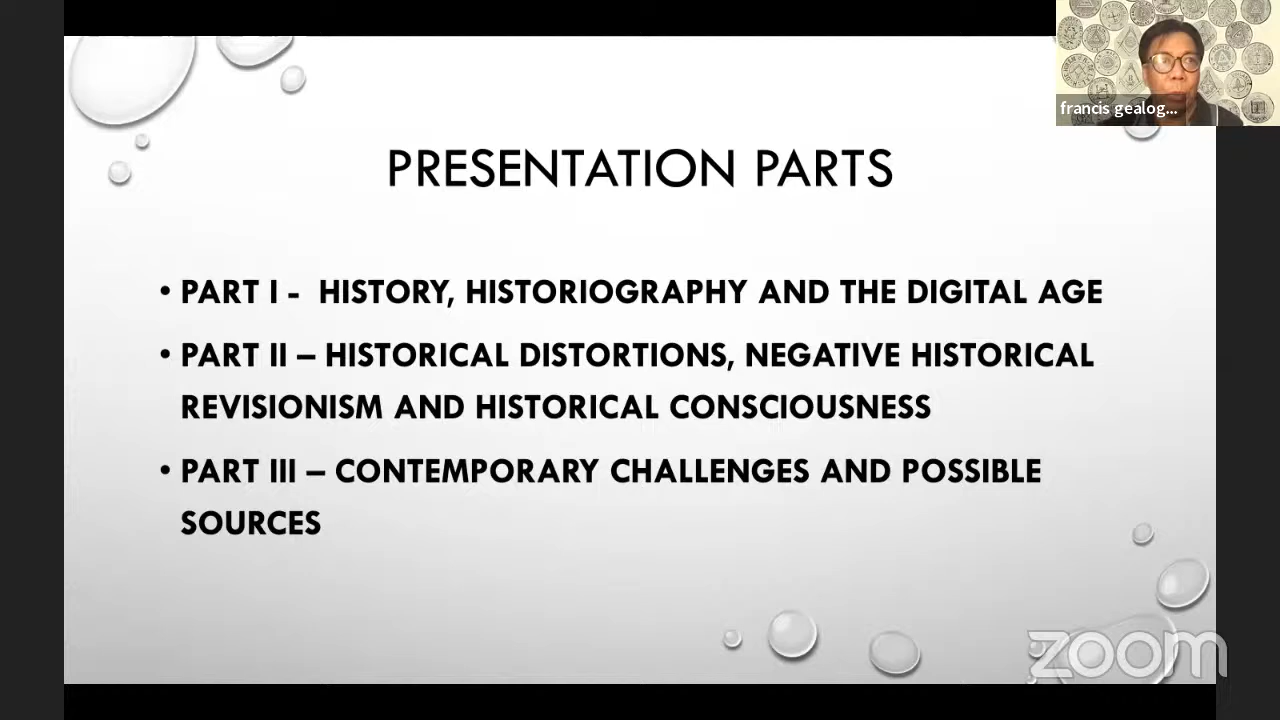 francis gealog...
PRESENTATION PARTS
• PART I -  HISTORY, HISTORIOGRAPHY AND THE DIGITAL AGE
• PART II – HISTORICAL DISTORTIONS, NEGATIVE HISTORICAL
REVISIONISM AND HISTORICAL CONSCIOUSNESS
• PART III – CONTEMPORARY CHALLENGES AND POSSIBLE
SOURCES
zoom